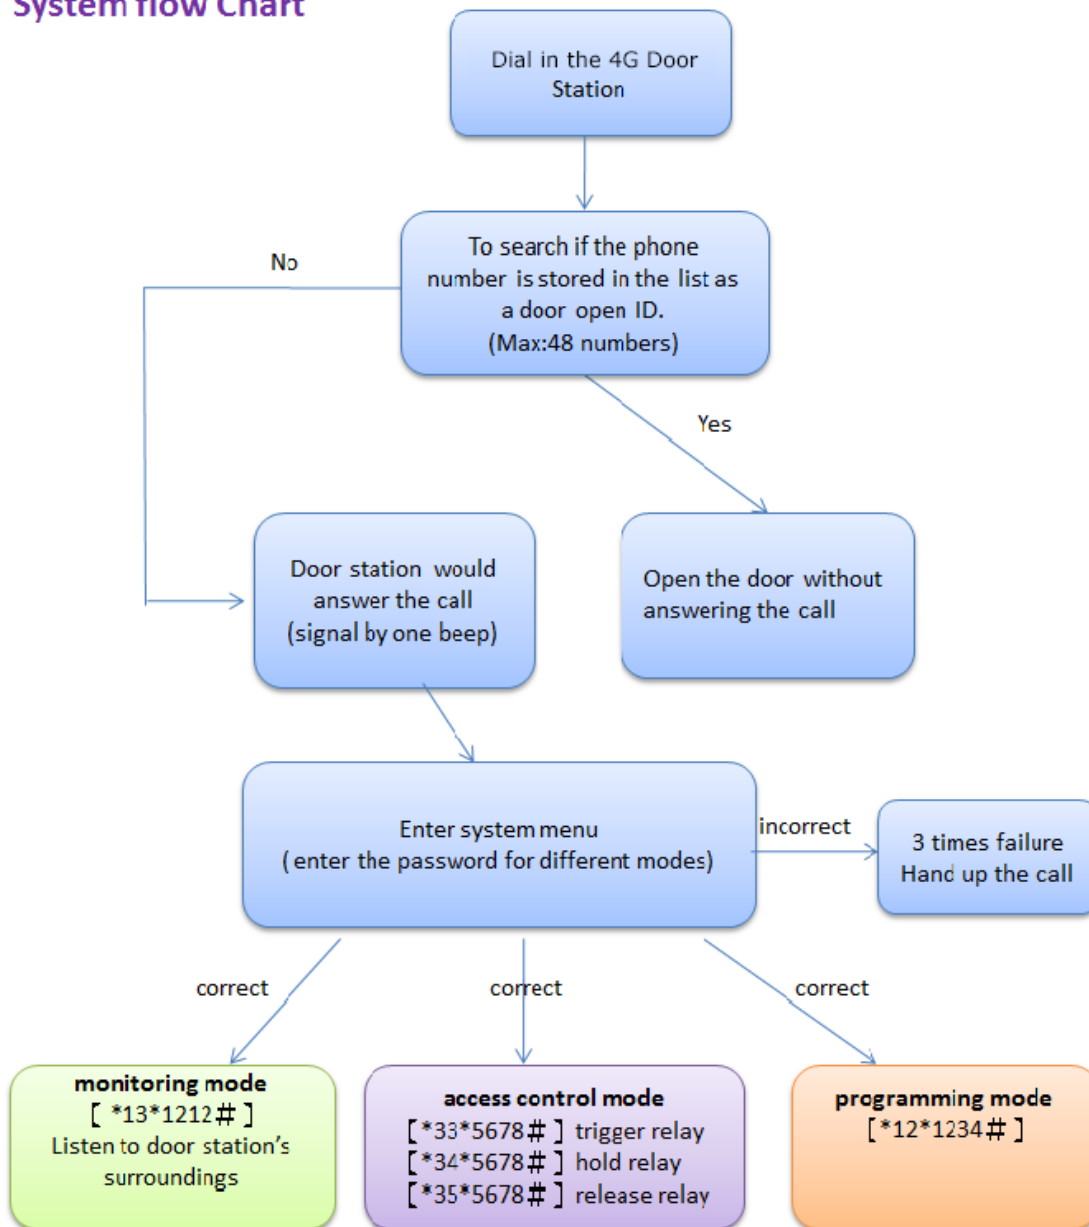 System flow Chart
Dial in the 4G Door
Station
To search if the phone
number is stored in the list as
a door open ID.
(Max:48 numbers)
No
Yes
Door station would
answer the call
(signal by one beep)
Open the door without
answering the call
Enter system menu
( enter the password for different modes)
incorrect
3 times failure
Hand up the call
correct
correct
correct
monitoring mode
[ *13*1212# ]
Listen to door station's
surroundings
access control mode
[ *33*5678# ] trigger relay
[ *34*5678# ] hold relay
[ *35*5678# ] release relay
programming mode
[ *12*1234# ]